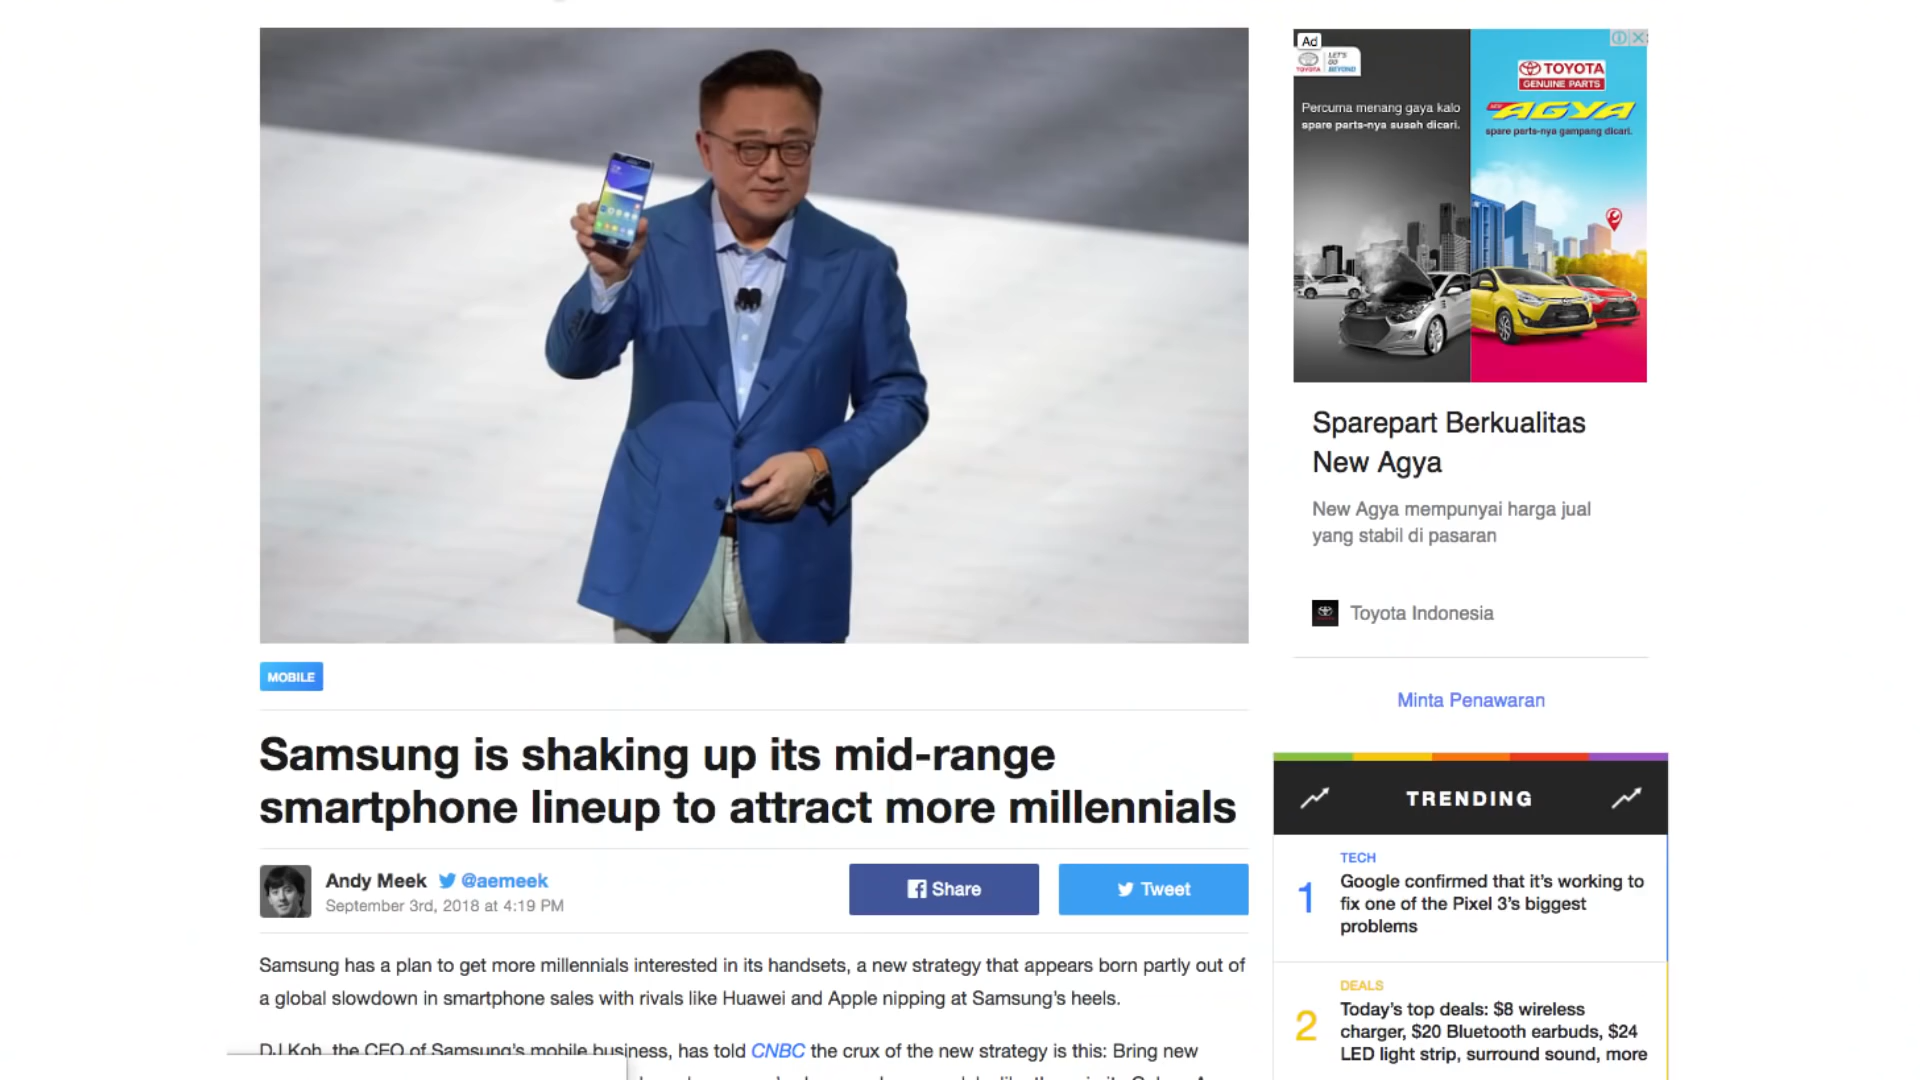 Ad
TOYOTA
LET'S
GO
BEYOND
Percuma menang gaya kalo
spare parts-nya susah dicari.
TOYOTA
GENUINE PARTS
NEW AGYA
spare parts-nya gampang dicari.
Sparepart Berkualitas
New Agya
New Agya mempunyai harga jual
yang stabil di pasaran
Toyota Indonesia
Minta Penawaran
MOBILE
Samsung is shaking up its mid-range
smartphone lineup to attract more millennials
Andy Meek @aemeek
September 3rd, 2018 at 4:19 PM
Share
Tweet
Samsung has a plan to get more millennials interested in its handsets, a new strategy that appears born partly out of
a global slowdown in smartphone sales with rivals like Huawei and Apple nipping at Samsung's heels.
DJ Koh, the CEO of Samsung's mobile business, has told CNBC the crux of the new strategy is this: Bring new
TRENDING
TECH
1
Google confirmed that it's working to
fix one of the Pixel 3's biggest
problems
DEALS
2
Today's top deals: $8 wireless
charger, $20 Bluetooth earbuds, $24
LED light strip, surround sound, more